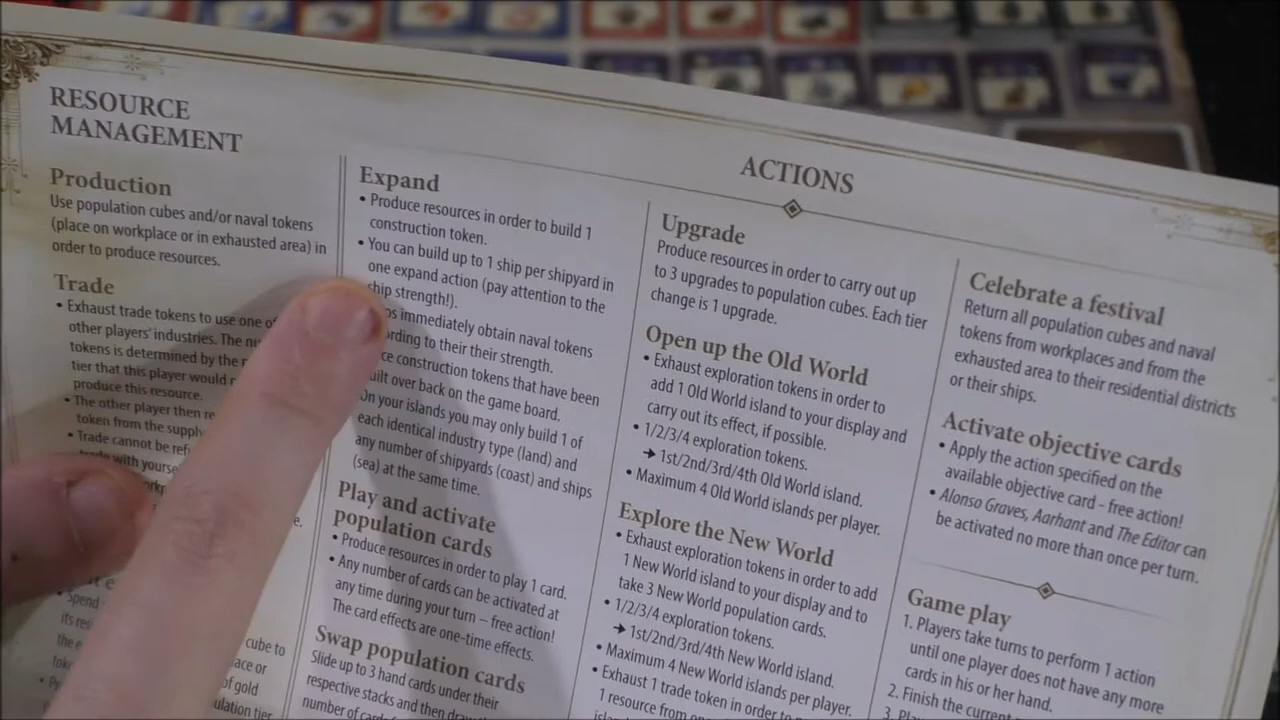 RESOURCE
MANAGEMENT
Production
Use population cubes and/or naval tokens
(place on workplace or in exhausted area) in
order to produce resources.
Trade
• Exhaust trade tokens to use one of
other players' industries. The
tokens is determined by the
tier that this player would
produce this resource.
• The other player then
token from the supply
• Trade cannot be
trade with
• Spend
its
the
cube to
or
of gold
tier
ACTIONS
Expand
• Produce resources in order to build 1
construction token.
• You can build up to 1 ship per shipyard in
one expand action (pay attention to the
ship strength!).
immediately obtain naval tokens
their their strength.
construction tokens that have been
built over back on the game board.
On your islands you may only build 1 of
each identical industry type (land) and
any number of shipyards (coast) and ships
(sea) at the same time.
Play and activate
population cards
• Produce resources in order to play 1 card.
• Any number of cards can be activated at
any time during your turn – free action!
The card effects are one-time effects.
Swap population cards
Slide up to 3 hand cards under their
respective stacks and then draw the
number of
Upgrade
Produce resources in order to carry out up
to 3 upgrades to population cubes. Each tier
change is 1 upgrade.
Open up the Old World
• Exhaust exploration tokens in order to
add 1 Old World island to your display and
carry out its effect, if possible.
• 1/2/3/4 exploration tokens.
➔ 1st/2nd/3rd/4th Old World island.
• Maximum 4 Old World islands per player.
Explore the New World
• Exhaust exploration tokens in order to add
1 New World island to your display and to
take 3 New World population cards.
• 1/2/3/4 exploration tokens.
➔ 1st/2nd/3rd/4th New World island.
• Maximum 4 New World islands per player.
• Exhaust 1 trade token in order to
1 resource from
Celebrate a festival
Return all population cubes and naval
tokens from workplaces and from the
exhausted area to their residential districts
or their ships.
Activate objective cards
• Apply the action specified on the
available objective card - free action!
• Alonso Graves, Aarhant and The Editor can
be activated no more than once per turn.
Game play
1. Players take turns to perform 1 action
until one player does not have any more
cards in his or her hand.
2. Finish the current
3.